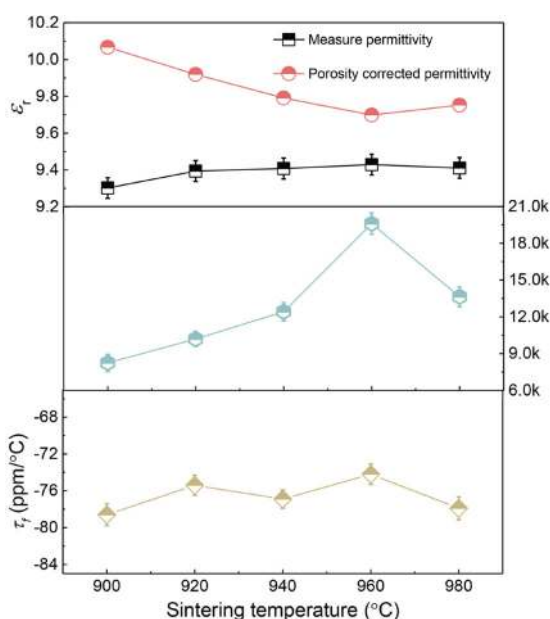 10.2
10.0
9.8
9.6
9.4
9.2
εr
Measure permittivity
Porosity corrected permittivity
21.0k
18.0k
15.0k
12.0k
9.0k
6.0k
-68
-72
-76
-80
-84
τf (ppm/°C)
900 920 940 960 980
Sintering temperature (°C)